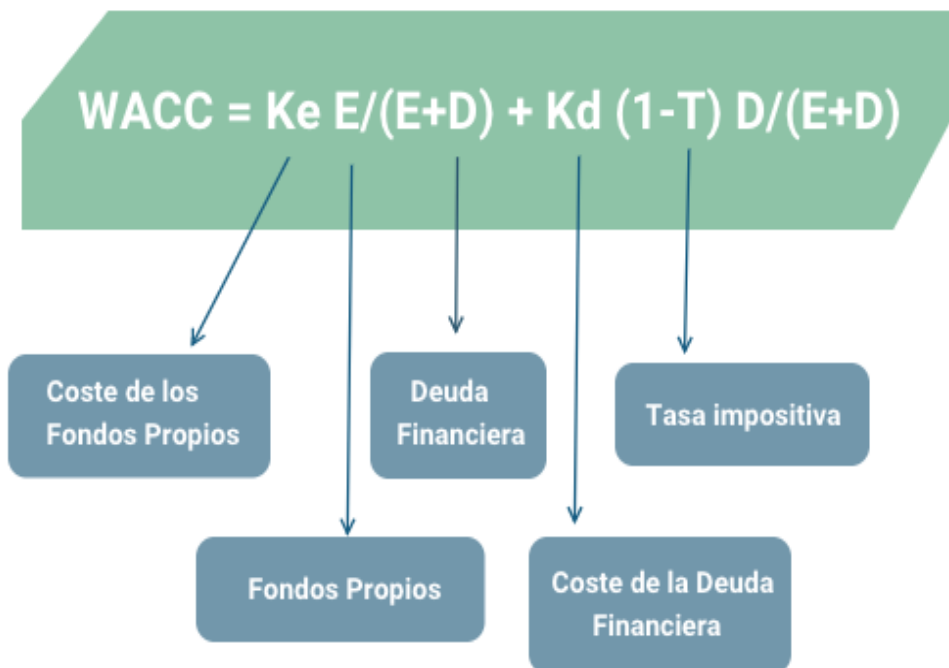 WACC = Ke E/(E+D) + Kd (1-T) D/(E+D)
Coste de los
Fondos Propios
Deuda
Financiera
Tasa impositiva
Fondos Propios
Coste de la Deuda
Financiera